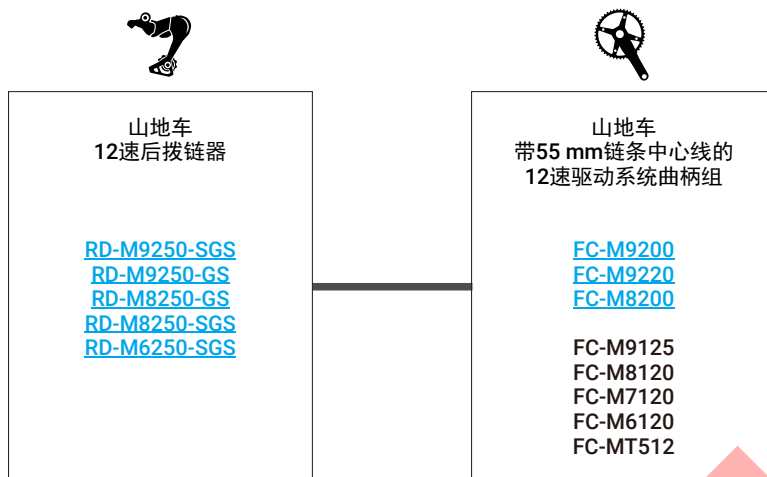 山地车
12速后拨链器
RD-M9250-SGS
RD-M9250-GS
RD-M8250-GS
RD-M8250-SGS
RD-M6250-SGS
山地车
带55 mm链条中心线的
12速驱动系统曲柄组
FC-M9200
FC-M9220
FC-M8200
FC-M9125
FC-M8120
FC-M7120
FC-M6120
FC-MT512